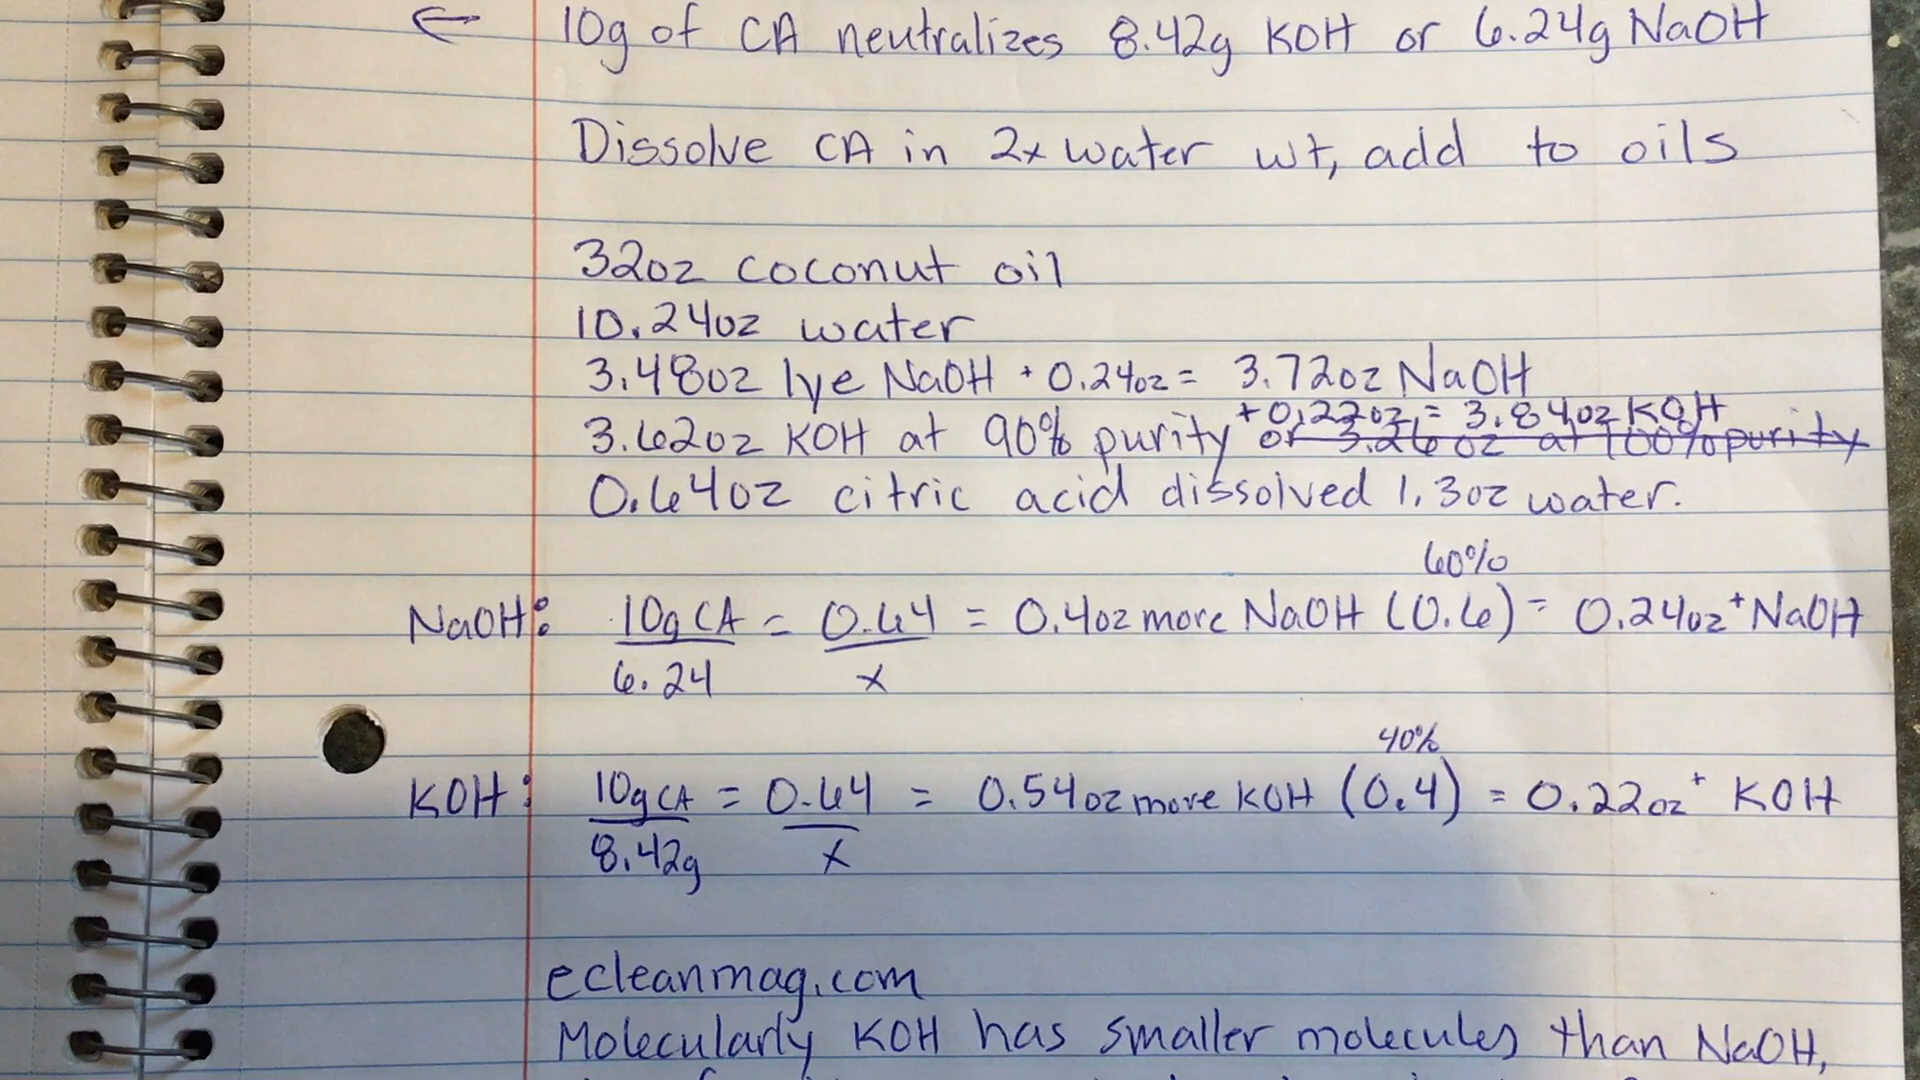 ← 10g of CA neutralizes 8.42g KOH or 6.24g NaOH
Dissolve CA in 2x water wt, add to oils
32oz coconut oil
10.24oz water
3.48oz lye NaOH + 0.24oz = 3.72oz NaOH
+0.22oz = 3.84oz KOH
3.62oz KOH at 90% purity or 3.26 oz at 100% purity
0.64oz citric acid dissolved 1.3oz water.
60%
NaOH: 10g CA = 0.64 = 0.4oz more NaOH (0.6) = 0.24oz+ NaOH
6.24 x
40%
KOH: 10g CA = 0.64 = 0.54oz more KOH (0.4) = 0.22oz+ KOH
8.42g x
ecleanmag.com
Molecularly KOH has smaller molecules than NaOH,